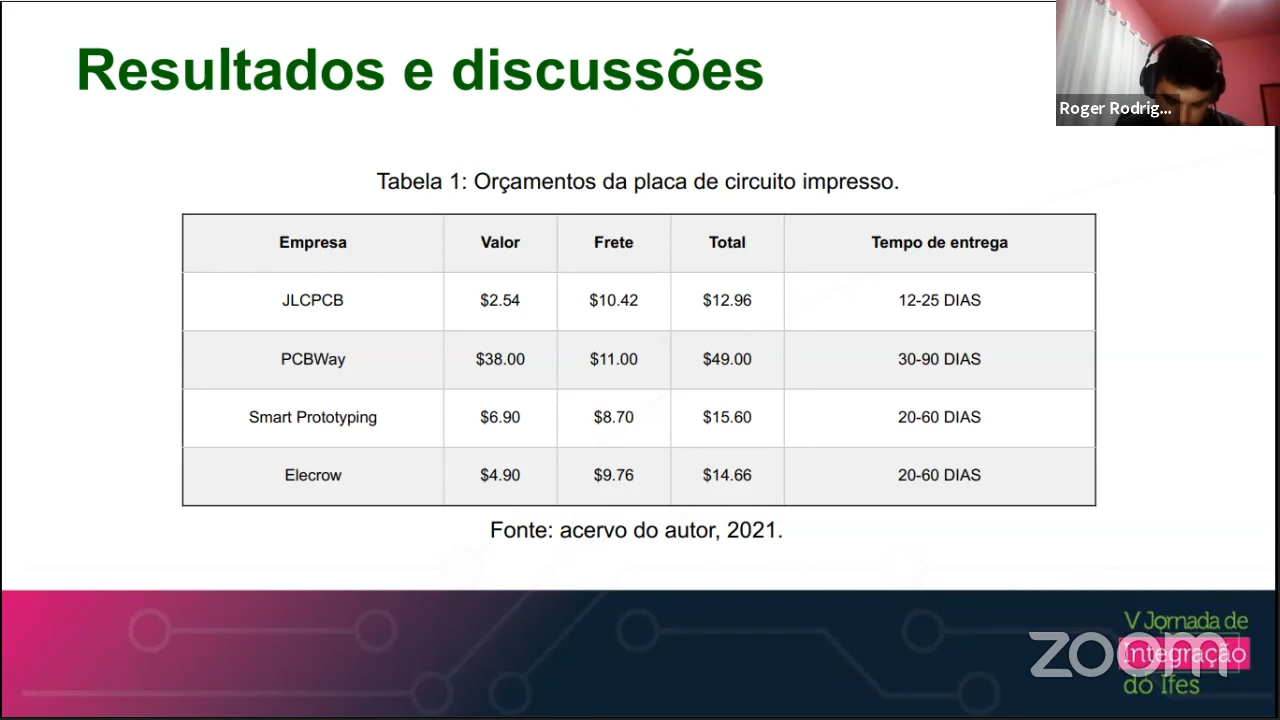 Resultados e discussões
Roger Rodrig...
Tabela 1: Orçamentos da placa de circuito impresso.
Empresa Valor Frete Total Tempo de entrega
JLCPCB $2.54 $10.42 $12.96 12-25 DIAS
PCBWay $38.00 $11.00 $49.00 30-90 DIAS
Smart Prototyping $6.90 $8.70 $15.60 20-60 DIAS
Elecrow $4.90 $9.76 $14.66 20-60 DIAS
Fonte: acervo do autor, 2021.
V Jornada de
Integração
do Ifes
zoom